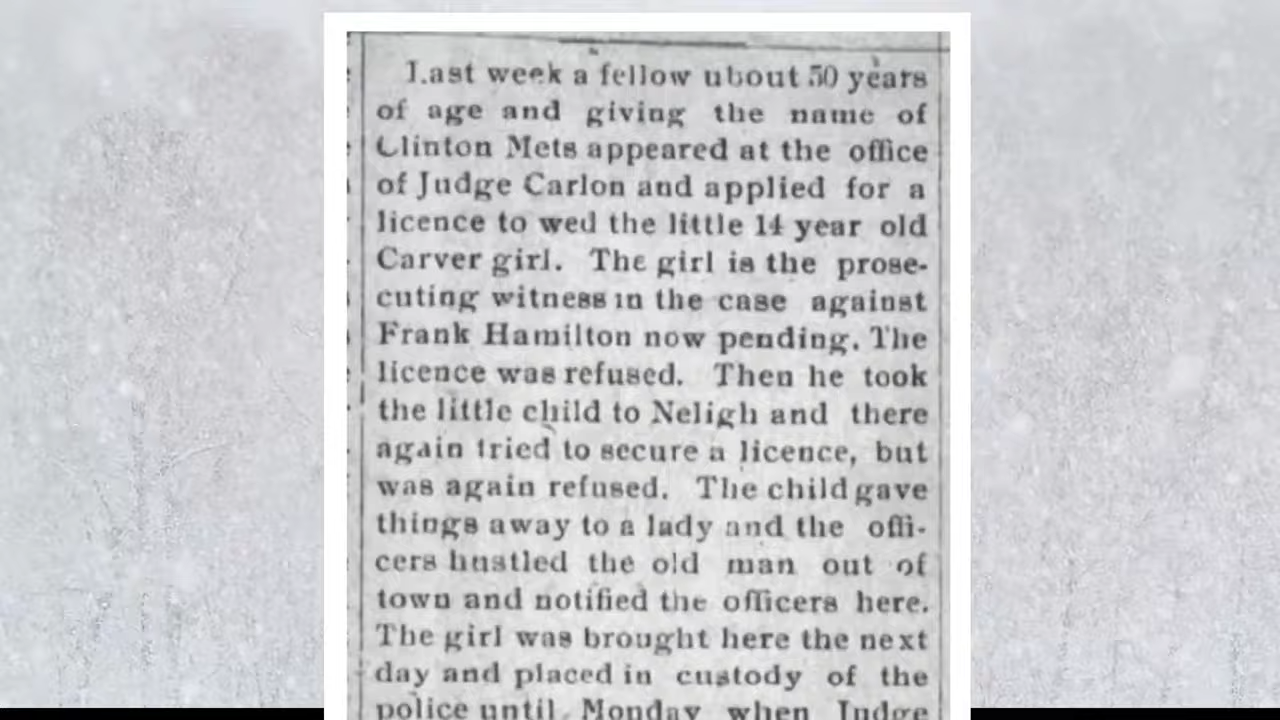 Last week a fellow about 50 years
of age and giving the name of
Clinton Mets appeared at the office
of Judge Carlon and applied for a
licence to wed the little 14 year old
Carver girl. The girl is the prose-
cuting witness in the case against
Frank Hamilton now pending. The
licence was refused. Then he took
the little child to Neligh and there
again tried to secure a licence, but
was again refused. The child gave
things away to a lady and the offi-
cers hustled the old man out of
town and notified the officers here.
The girl was brought here the next
day and placed in custody of the
police until Monday when Judge